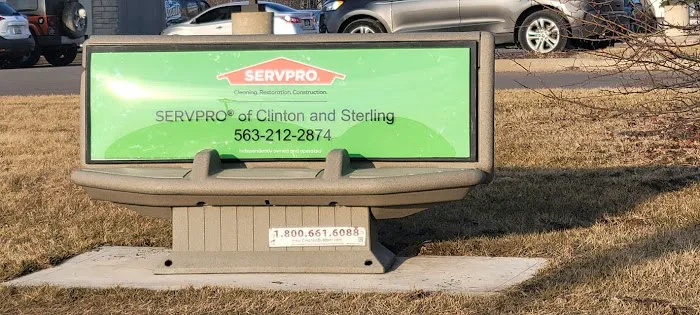 SERVPRO®
Cleaning. Restoration. Construction.
SERVPRO® of Clinton and Sterling
563-212-2874
Independently owned and operated
1.800.661.6088